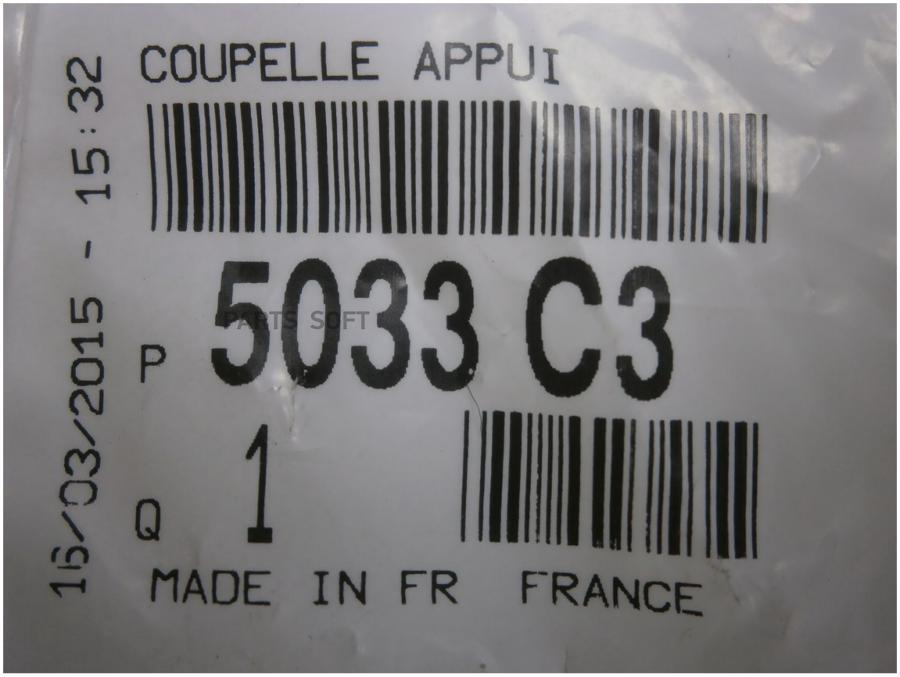 COUPELLE APPUI
16/03/2015 - 15:32
P 5033 C3
PARTS SOFT
Q 1
MADE IN FR FRANCE